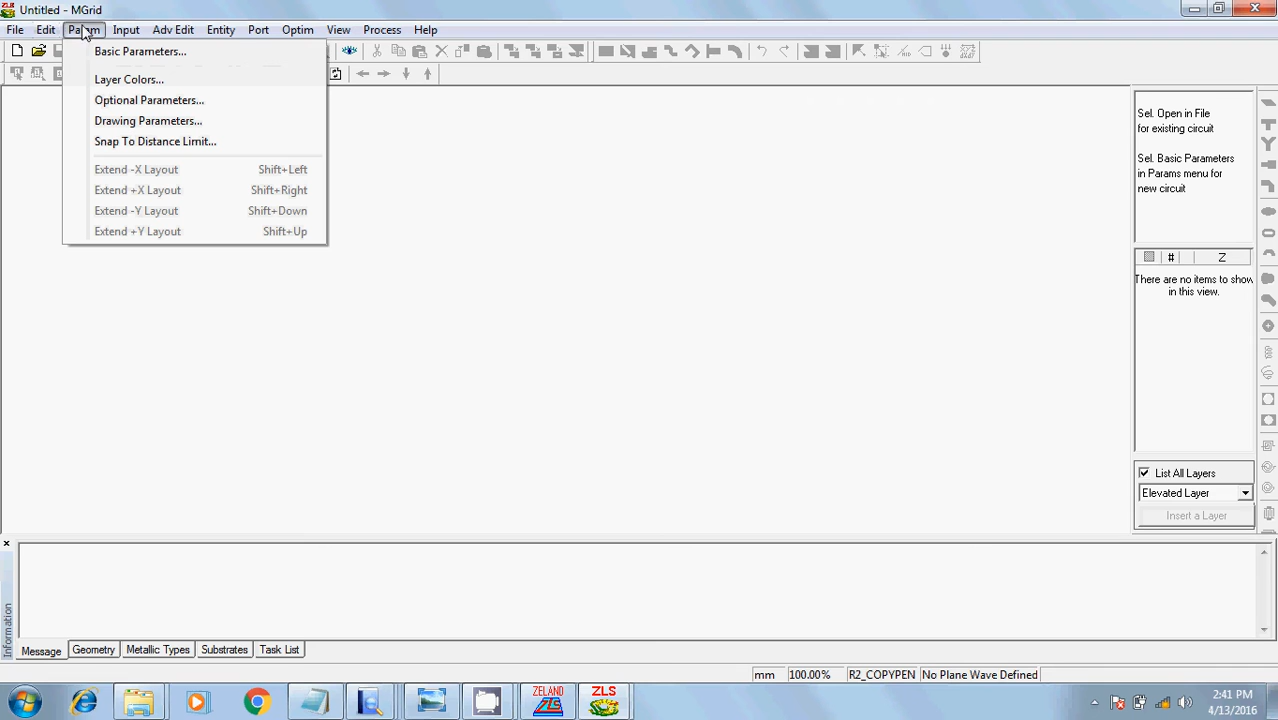 Untitled - MGrid
File Edit Param Input Adv Edit Entity Port Optim View Process Help
Basic Parameters...
Layer Colors...
Optional Parameters...
Drawing Parameters...
Snap To Distance Limit...
Extend -X Layout Shift+Left
Extend +X Layout Shift+Right
Extend -Y Layout Shift+Down
Extend +Y Layout Shift+Up
Sel. Open in File
for existing circuit
Sel. Basic Parameters
in Params menu for
new circuit
# Z
There are no items to show
in this view.
List All Layers
Elevated Layer
Insert a Layer
Information
Message Geometry Metallic Types Substrates Task List
mm 100.00% R2_COPYPEN No Plane Wave Defined
ZELAND
ZLS
2:41 PM
4/13/2016